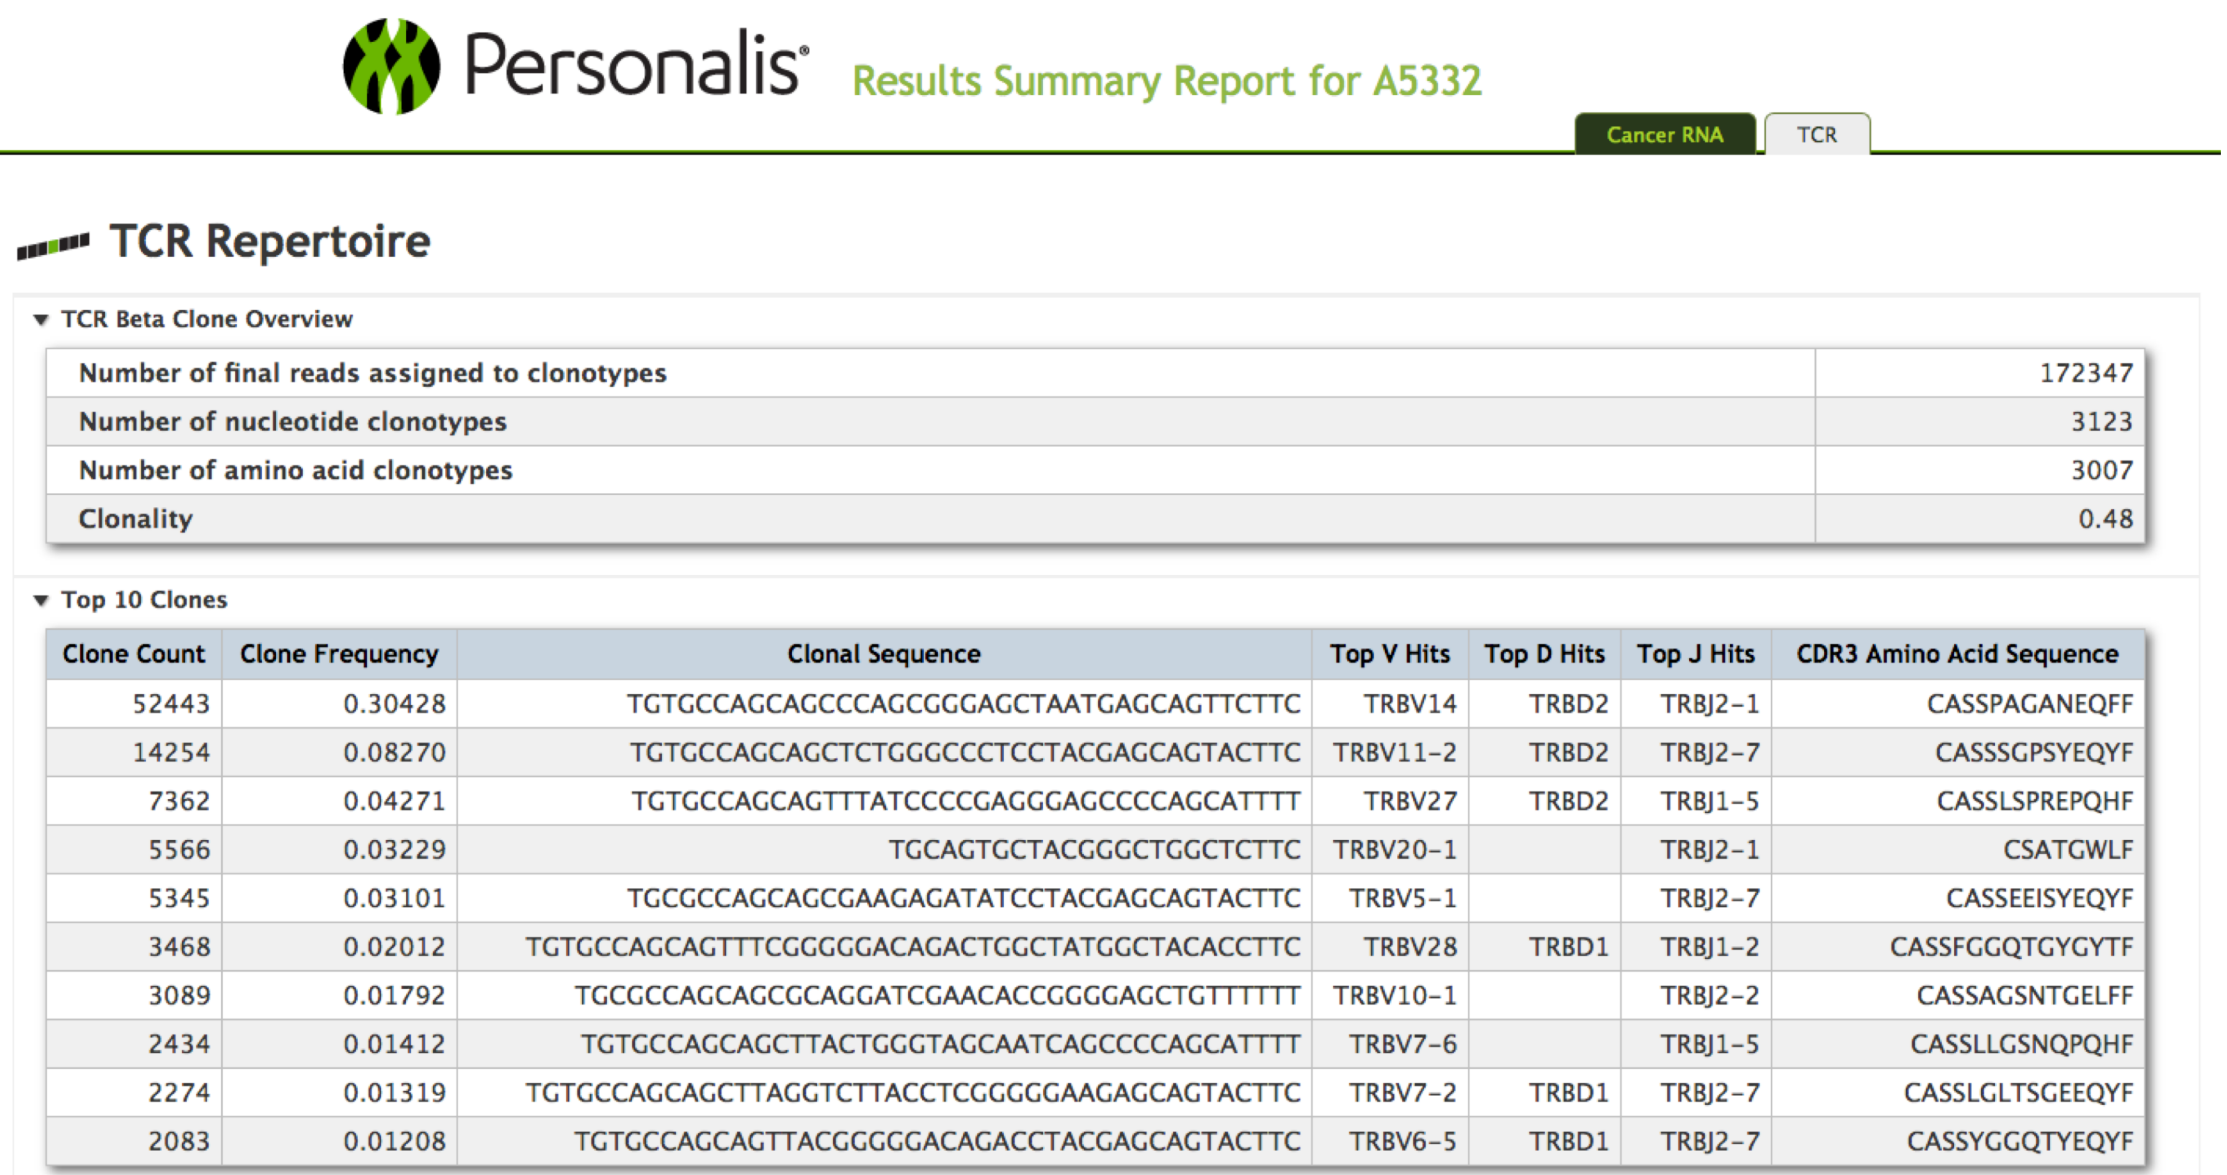 Personalis® Results Summary Report for A5332
Cancer RNA TCR
TCR Repertoire
▼ TCR Beta Clone Overview
Number of final reads assigned to clonotypes 172347
Number of nucleotide clonotypes 3123
Number of amino acid clonotypes 3007
Clonality 0.48
▼ Top 10 Clones
Clone Count Clone Frequency Clonal Sequence Top V Hits Top D Hits Top J Hits CDR3 Amino Acid Sequence
52443 0.30428 TGTGCCAGCAGCCCAGCGGGAGCTAATGAGCAGTTCTTC TRBV14 TRBD2 TRBJ2-1 CASSPAGANEQFF
14254 0.08270 TGTGCCAGCAGCTCTGGGCCCTCCTACGAGCAGTACTTC TRBV11-2 TRBD2 TRBJ2-7 CASSSGPSYEQYF
7362 0.04271 TGTGCCAGCAGTTTATCCCCGAGGGAGCCCCAGCATTTT TRBV27 TRBD2 TRBJ1-5 CASSLSPREPQHF
5566 0.03229 TGCAGTGCTACGGGCTGGCTCTTC TRBV20-1 TRBJ2-1 CSATGWLF
5345 0.03101 TGCGCCAGCAGCGAAGAGATATCCTACGAGCAGTACTTC TRBV5-1 TRBJ2-7 CASSEEISYEQYF
3468 0.02012 TGTGCCAGCAGTTTCGGGGGACAGACTGGCTATGGCTACACCTTC TRBV28 TRBD1 TRBJ1-2 CASSFGGQTGYGYTF
3089 0.01792 TGCGCCAGCAGCGCAGGATCGAACACCGGGGAGCTGTTTTTT TRBV10-1 TRBJ2-2 CASSAGSNTGELFF
2434 0.01412 TGTGCCAGCAGCTTACTGGGTAGCAATCAGCCCCAGCATTTT TRBV7-6 TRBJ1-5 CASSLLGSNQPQHF
2274 0.01319 TGTGCCAGCAGCTTAGGTCTTACCTCGGGGGAAGAGCAGTACTTC TRBV7-2 TRBD1 TRBJ2-7 CASSLGLTSGEEQYF
2083 0.01208 TGTGCCAGCAGTTACGGGGGACAGACCTACGAGCAGTACTTC TRBV6-5 TRBD1 TRBJ2-7 CASSYGGQTYEQYF